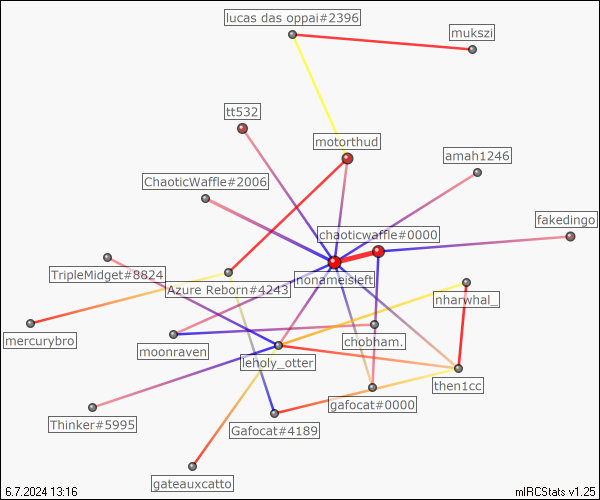 lucas das oppai#2396
mukszi
tt532
motorthud
amah1246
ChaoticWaffle#2006
fakedingo
chaoticwaffle#0000
TripleMidget#8824
nonameisleft
Azure Reborn#4243
nharwhal_
mercurybro
chobham.
moonraven
leholy_otter
then1cc
gafocat#0000
Thinker#5995
Gafocat#4189
gateauxcatto
6.7.2024 13:16
mIRCStats v1.25